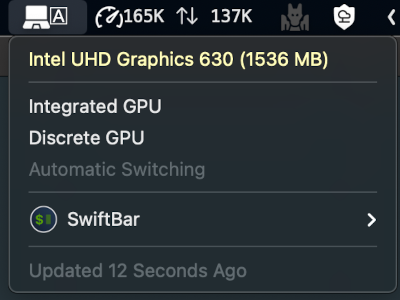 A 165K ↑↓ 137K
Intel UHD Graphics 630 (1536 MB)
Integrated GPU
Discrete GPU
Automatic Switching
$ SwiftBar
Updated 12 Seconds Ago